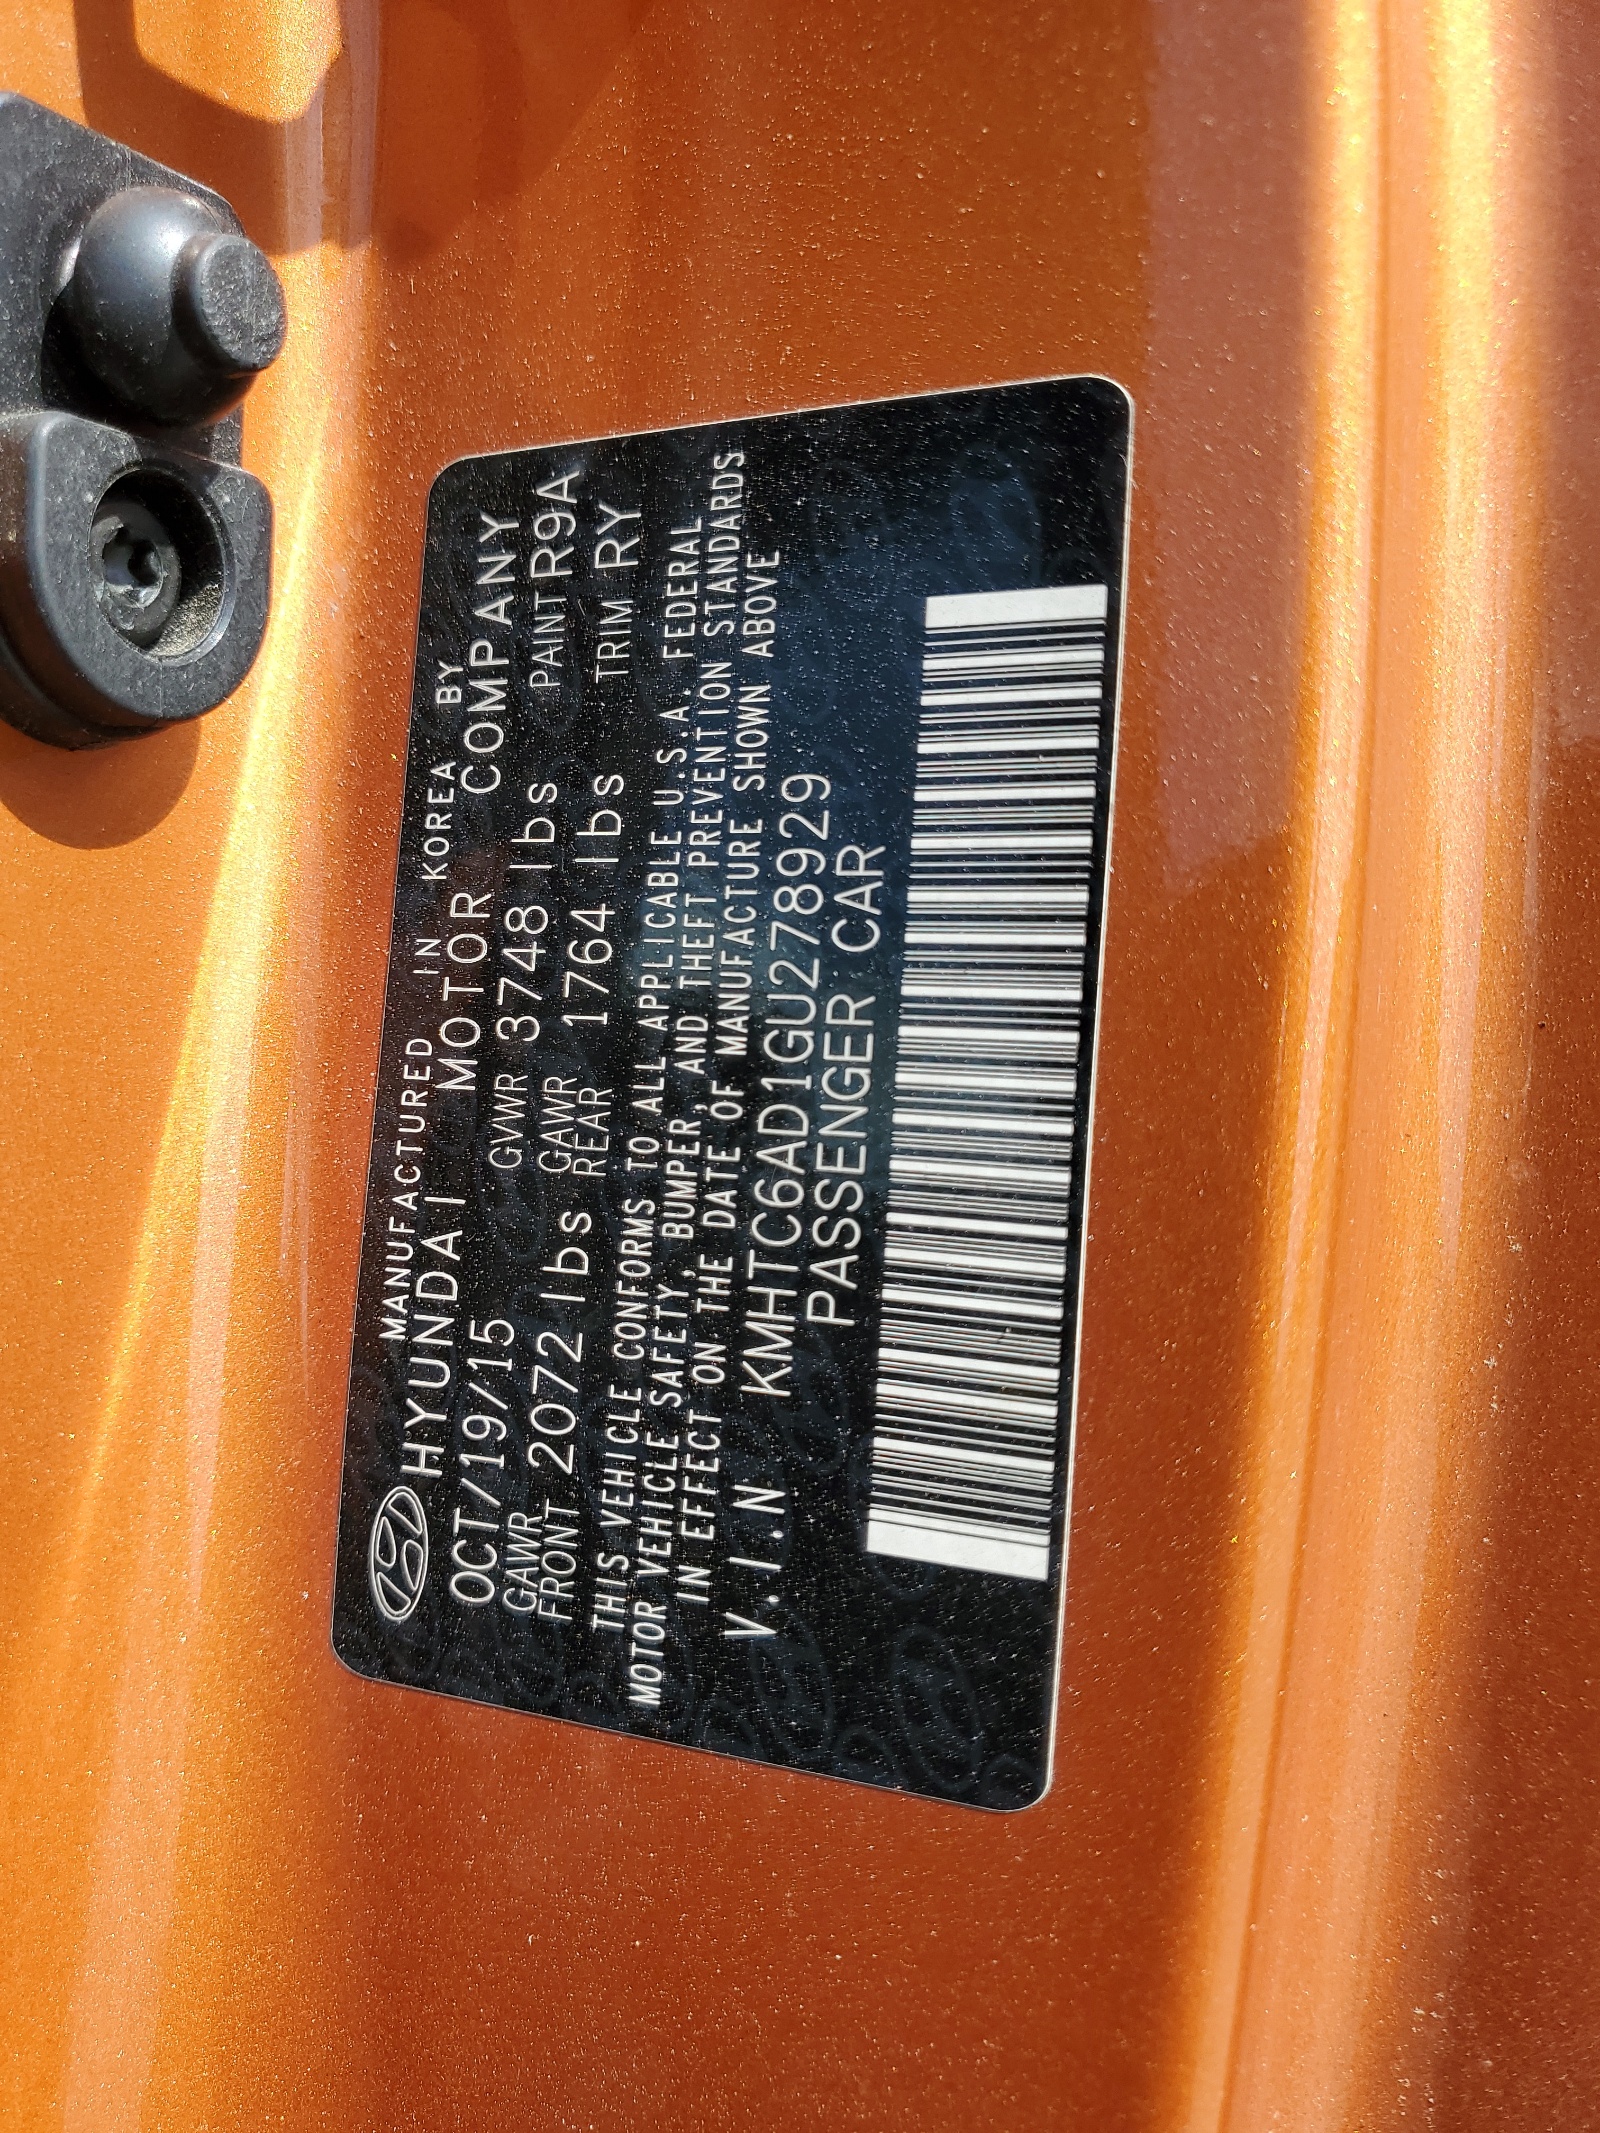 MANUFACTURED IN KOREA BY
HYUNDAI MOTOR COMPANY
OCT/19/15 GVWR 3748 lbs PAINT R9A
GAWR FRONT 2072 lbs GAWR REAR 1764 lbs TRIM RY
THIS VEHICLE CONFORMS TO ALL APPLICABLE U.S.A. FEDERAL
MOTOR VEHICLE SAFETY, BUMPER, AND THEFT PREVENTION STANDARDS
IN EFFECT ON THE DATE OF MANUFACTURE SHOWN ABOVE
V.I.N KMHTC6AD1GU278929
PASSENGER CAR